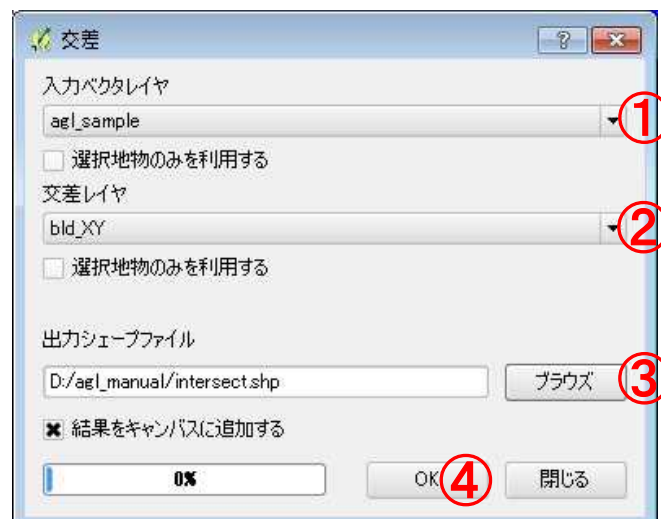 交差
入力ベクタレイヤ
agl_sample ①
選択地物のみを利用する
交差レイヤ
bld_XY ②
選択地物のみを利用する
出力シェープファイル
D:/agl_manual/intersect.shp ブラウズ ③
結果をキャンバスに追加する
0% OK ④ 閉じる